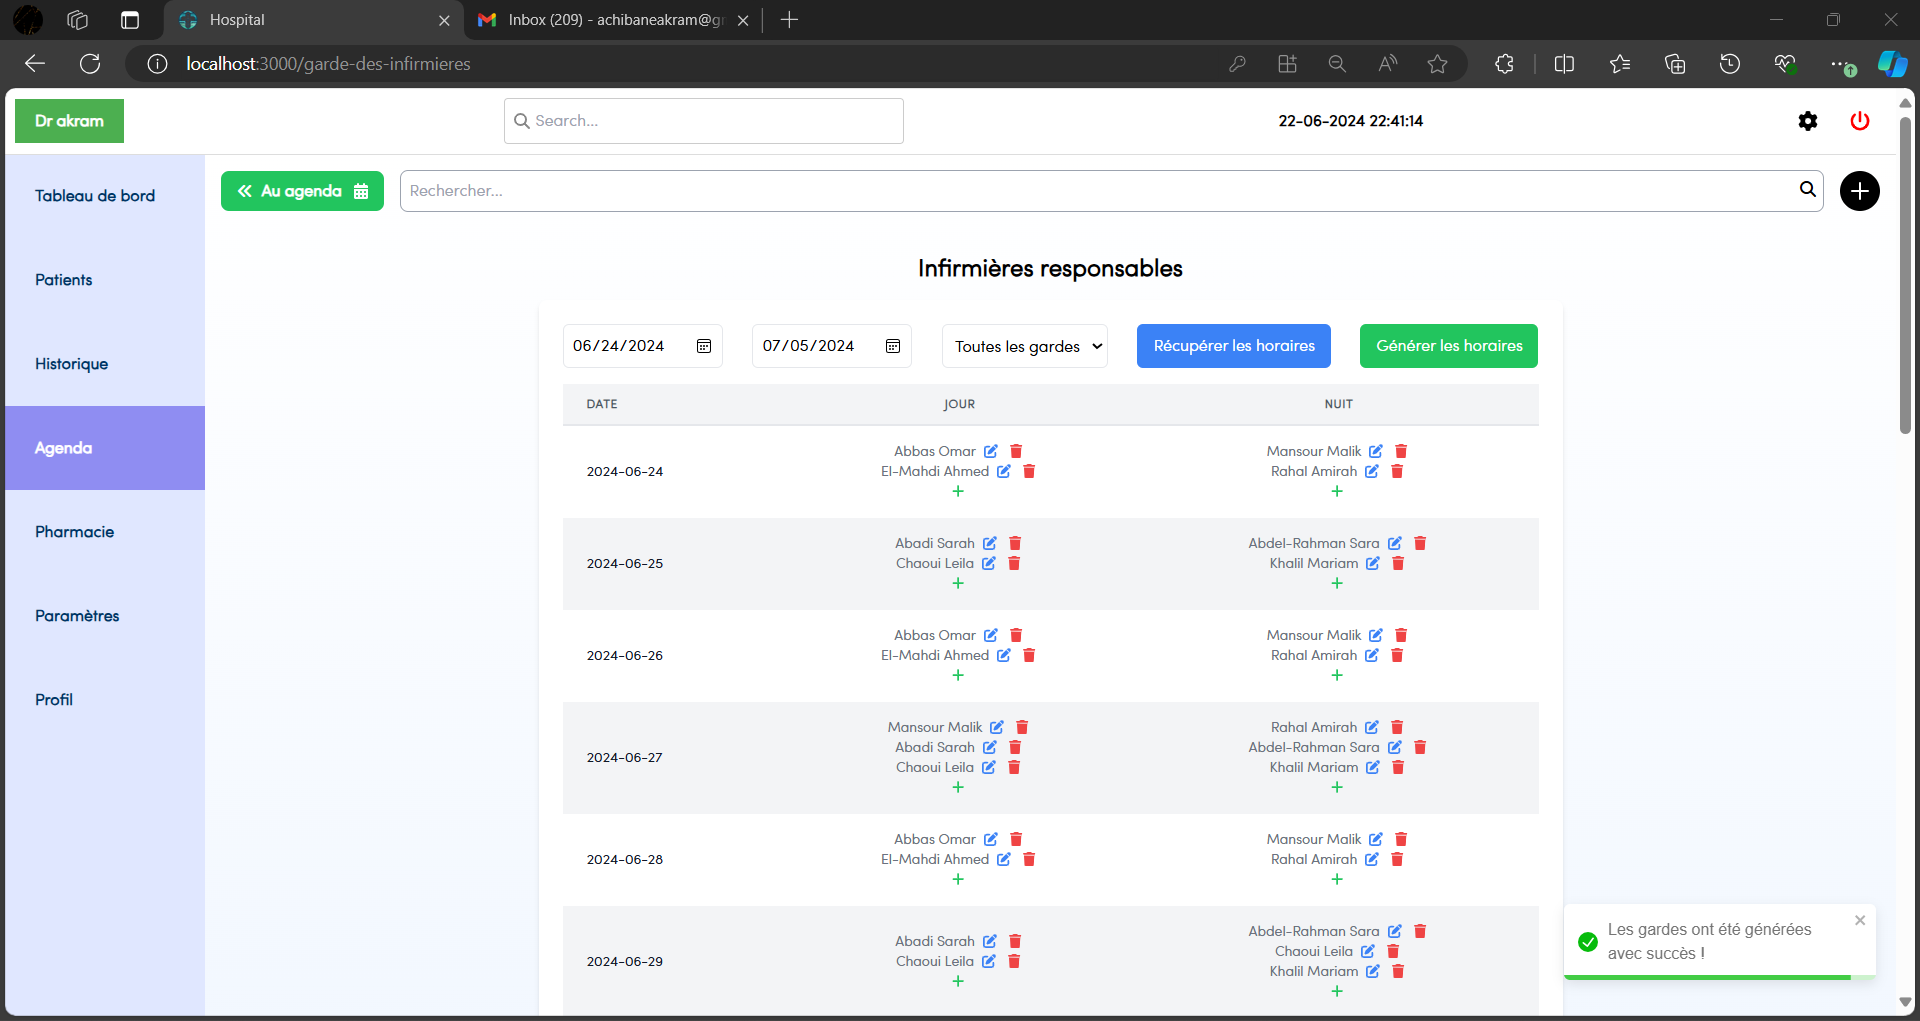 Hospital
Inbox (209) - achibaneakram@g
localhost:3000/garde-des-infirmieres
Dr akram
Search...
22-06-2024 22:41:14
Tableau de bord
Patients
Historique
Agenda
Pharmacie
Paramètres
Profil
Au agenda
Rechercher...
Infirmières responsables
06/24/2024
07/05/2024
Toutes les gardes
Récupérer les horaires
Générer les horaires
DATE JOUR NUIT
2024-06-24
Abbas Omar
El-Mahdi Ahmed
+
Mansour Malik
Rahal Amirah
+
2024-06-25
Abadi Sarah
Chaoui Leila
+
Abdel-Rahman Sara
Khalil Mariam
+
2024-06-26
Abbas Omar
El-Mahdi Ahmed
+
Mansour Malik
Rahal Amirah
+
2024-06-27
Mansour Malik
Abadi Sarah
Chaoui Leila
+
Rahal Amirah
Abdel-Rahman Sara
Khalil Mariam
+
2024-06-28
Abbas Omar
El-Mahdi Ahmed
+
Mansour Malik
Rahal Amirah
+
2024-06-29
Abadi Sarah
Chaoui Leila
+
Abdel-Rahman Sara
Chaoui Leila
Khalil Mariam
+
Les gardes ont été générées
avec succès !